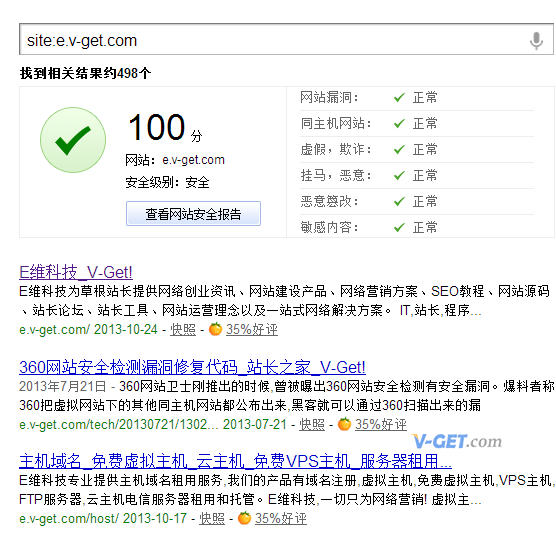 site:e.v-get.com
找到相关结果约498个
100 分
网站：e.v-get.com
安全级别：安全
查看网站安全报告
网站漏洞： 正常
同主机网站： 正常
虚假，欺诈： 正常
挂马，恶意： 正常
恶意篡改： 正常
敏感内容： 正常
E维科技_V-Get!
E维科技为草根站长提供网络创业资讯、网站建设产品、网络营销方案、SEO教程、网站源码
、站长论坛、站长工具、网站运营理念以及一站式网络解决方案。 IT,站长,程序...
e.v-get.com/ 2013-10-24 - 快照 - 35%好评
360网站安全检测漏洞修复代码_站长之家_V-Get!
2013年7月21日 - 360网站卫士刚推出的时候,曾被曝出360网站安全检测有安全漏洞。爆料者称
360把虚拟网站下的其他同主机网站都公布出来,黑客就可以通过360扫描出来的漏
e.v-get.com/tech/20130721/1302... 2013-07-21 - 快照 - 35%好评
V-GET.com
主机域名_免费虚拟主机_云主机_免费VPS主机_服务器租用...
E维科技专业提供主机域名租用服务,我们的产品有域名注册,虚拟主机,免费虚拟主机,VPS主机,
FTP服务器,云主机电信服务器租用和托管。E维科技,一切只为网络营销! 虚拟主...
e.v-get.com/host/ 2013-10-17 - 快照 - 35%好评